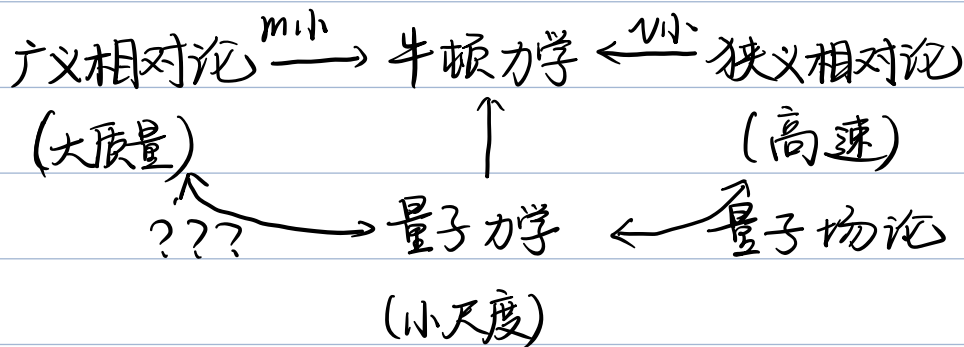 m小 v小
广义相对论 → 牛顿力学 ← 狭义相对论
(大质量) ↑ (高速)
??? 量子力学 量子场论
(小尺度)